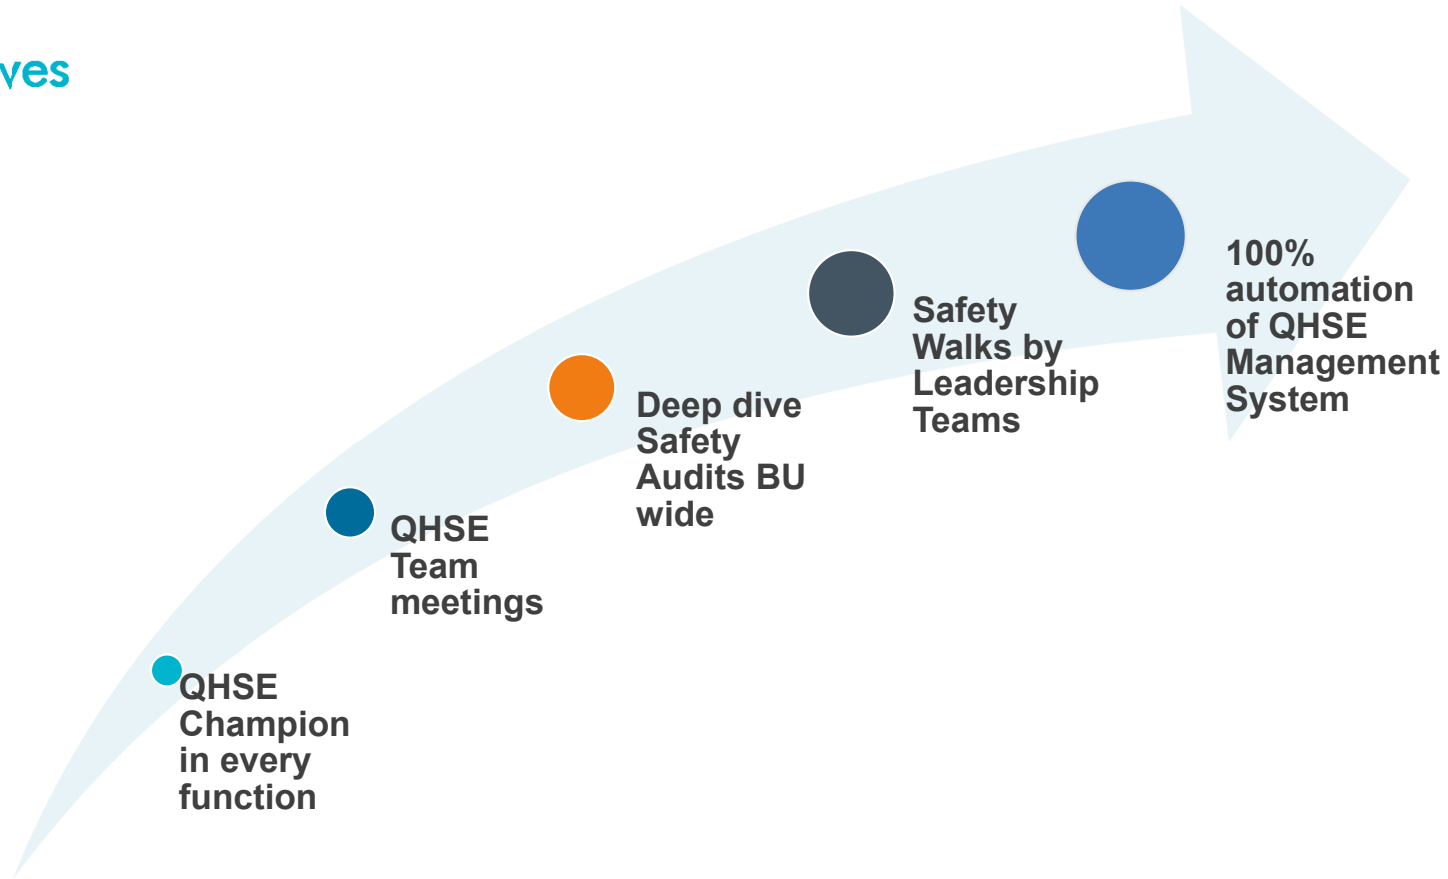 ves
QHSE
Champion
in every
function
QHSE
Team
meetings
Deep dive
Safety
Audits BU
wide
Safety
Walks by
Leadership
Teams
100%
automation
of QHSE
Management
System